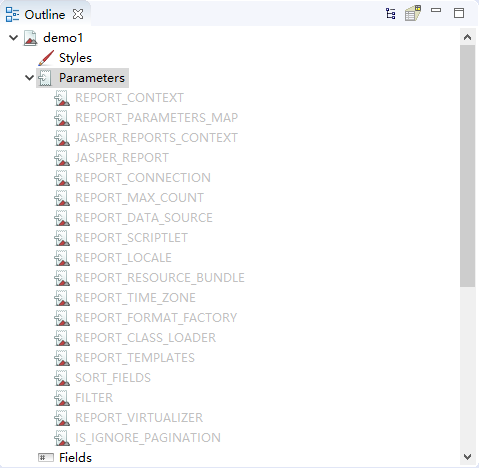 Outline
demo1
Styles
Parameters
REPORT_CONTEXT
REPORT_PARAMETERS_MAP
JASPER_REPORTS_CONTEXT
JASPER_REPORT
REPORT_CONNECTION
REPORT_MAX_COUNT
REPORT_DATA_SOURCE
REPORT_SCRIPTLET
REPORT_LOCALE
REPORT_RESOURCE_BUNDLE
REPORT_TIME_ZONE
REPORT_FORMAT_FACTORY
REPORT_CLASS_LOADER
REPORT_TEMPLATES
SORT_FIELDS
FILTER
REPORT_VIRTUALIZER
IS_IGNORE_PAGINATION
Fields